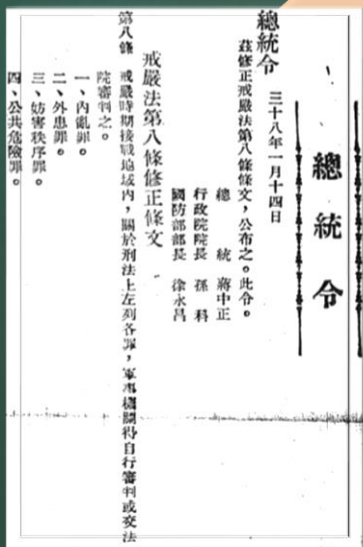 總統令
總統令　三十八年一月十四日
茲修正戒嚴法第八條條文，公布之。此令。
總　統　蔣中正
行政院院長　孫　科
國防部部長　徐永昌
戒嚴法第八條修正條文
第八條　戒嚴時期接戰地域內，關於刑法上左列各罪，軍事機關得自行審判或交法
院審判之。
一、內亂罪。
二、外患罪。
三、妨害秩序罪。
四、公共危險罪。